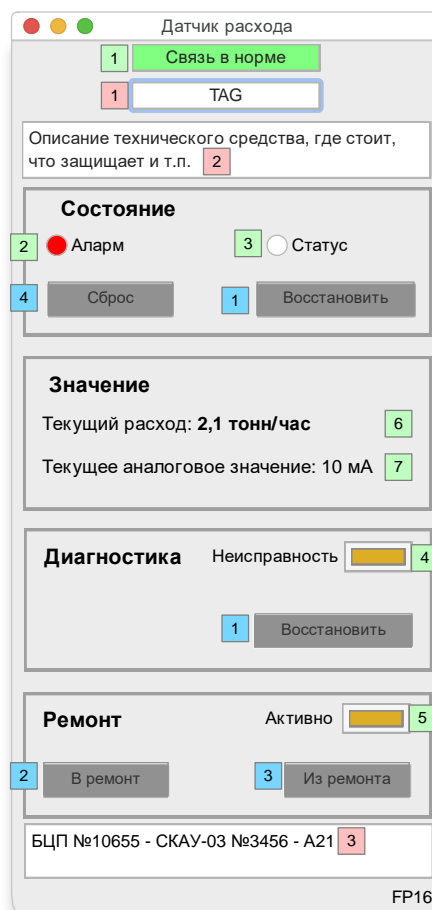 Датчик расхода
1 Связь в норме
1 TAG
Описание технического средства, где стоит,
что защищает и т.п. 2
Состояние
2 Аларм 3 Статус
4 Сброс 1 Восстановить
Значение
Текущий расход: 2,1 тонн/час 6
Текущее аналоговое значение: 10 мА 7
Диагностика Неисправность 4
1 Восстановить
Ремонт Активно 5
2 В ремонт 3 Из ремонта
БЦП №10655 - СКАУ-03 №3456 - А21 3
FP16